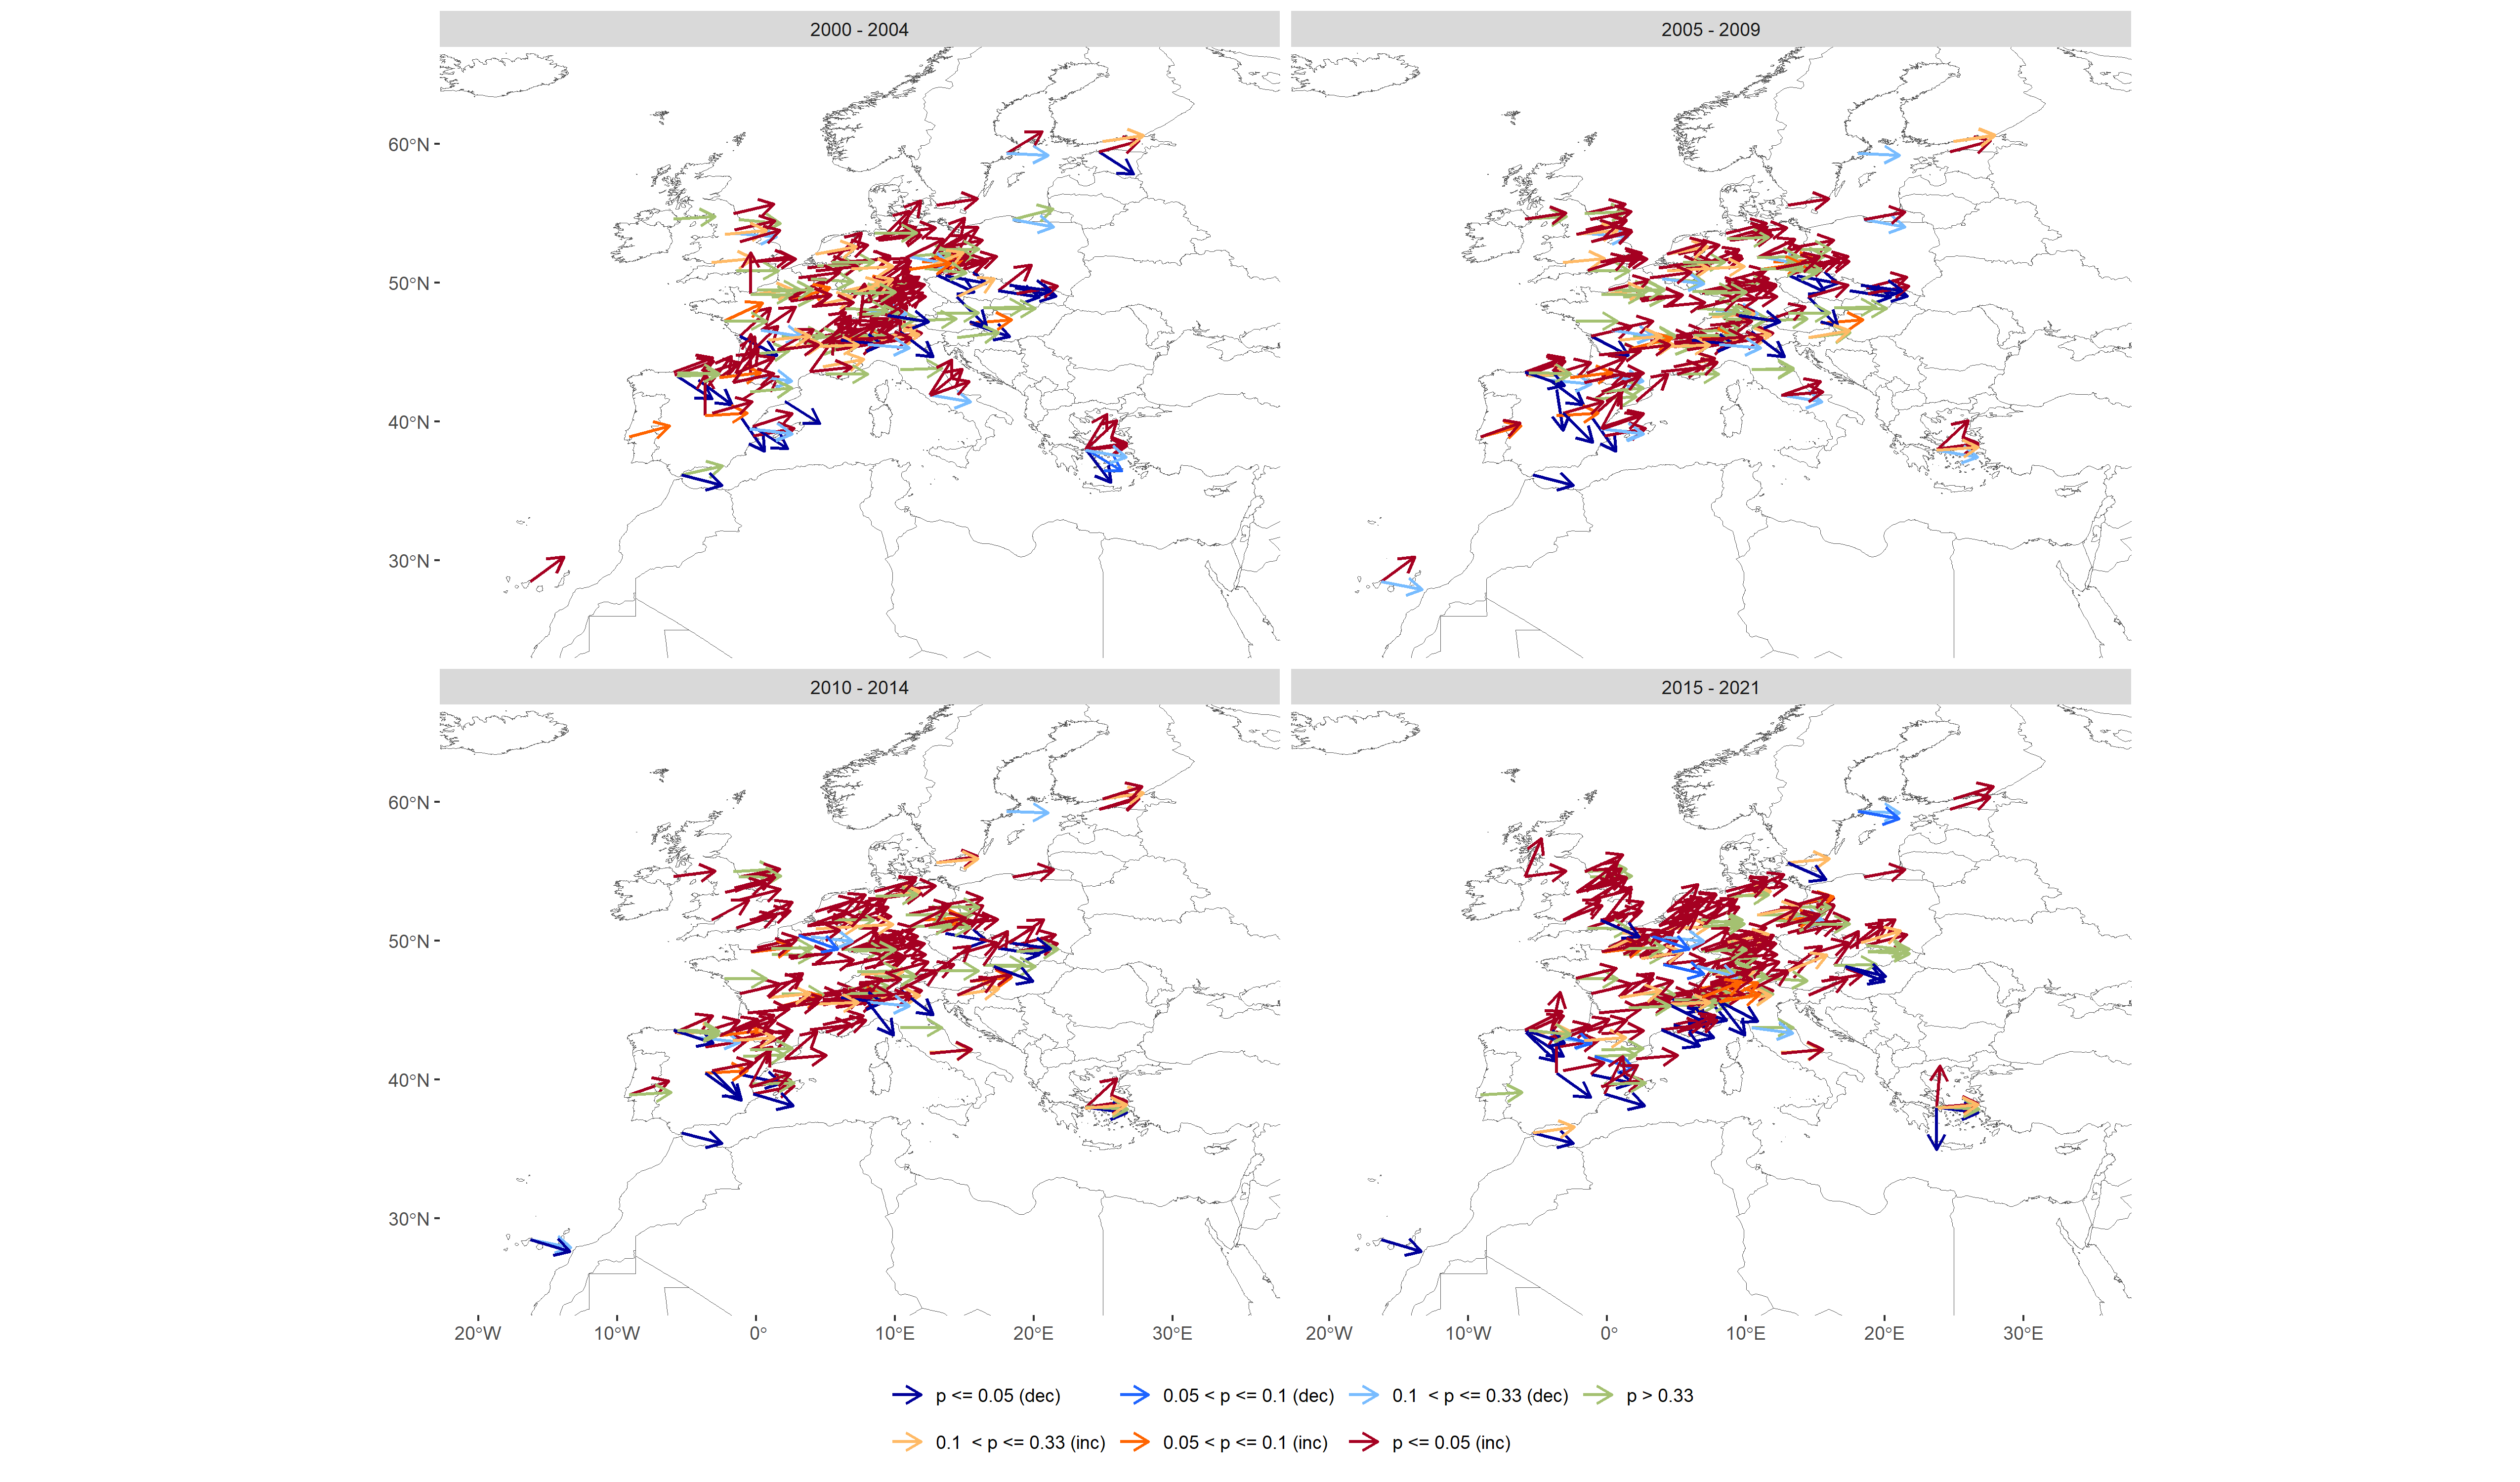 2000 - 2004
2005 - 2009
60°N
50°N
40°N
30°N
2010 - 2014
2015 - 2021
60°N
50°N
40°N
30°N
20°W 10°W 0° 10°E 20°E 30°E
20°W 10°W 0° 10°E 20°E 30°E
p <= 0.05 (dec) 0.05 < p <= 0.1 (dec) 0.1 < p <= 0.33 (dec) p > 0.33
0.1 < p <= 0.33 (inc) 0.05 < p <= 0.1 (inc) p <= 0.05 (inc)